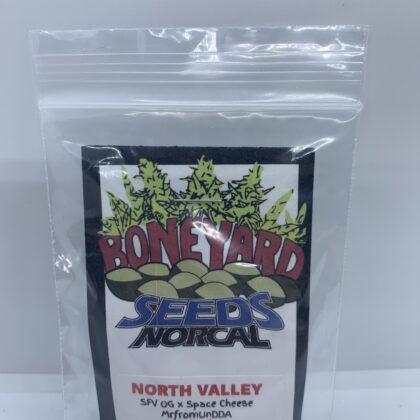 BONEYARD
SEEDS
NORCAL
NORTH VALLEY
SFV OG x Space Cheese
MrfromUnDDA